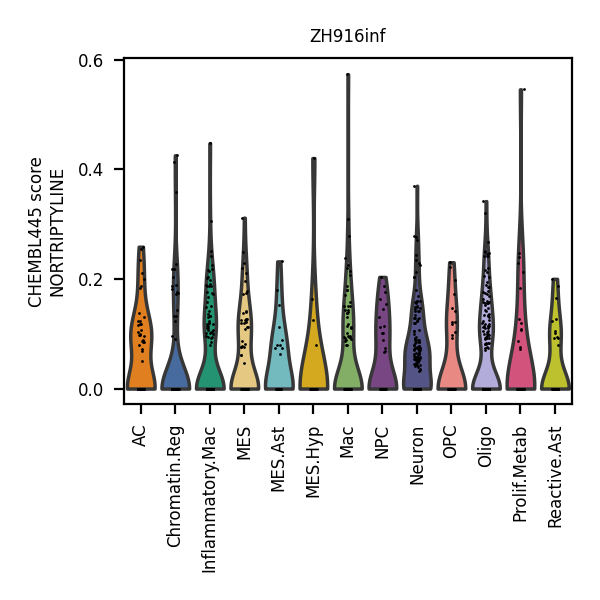 ZH916inf
CHEMBL445 score
NORTRIPTYLINE
0.6
0.4
0.2
0.0
AC
Chromatin.Reg
Inflammatory.Mac
MES
MES.Ast
MES.Hyp
Mac
NPC
Neuron
OPC
Oligo
Prolif.Metab
Reactive.Ast